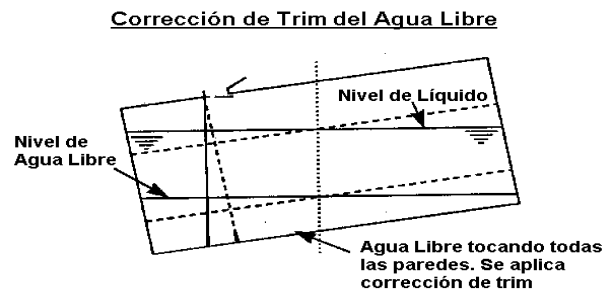 Corrección de Trim del Agua Libre
Nivel de Líquido
Nivel de
Agua Libre
Agua Libre tocando todas
las paredes. Se aplica
corrección de trim